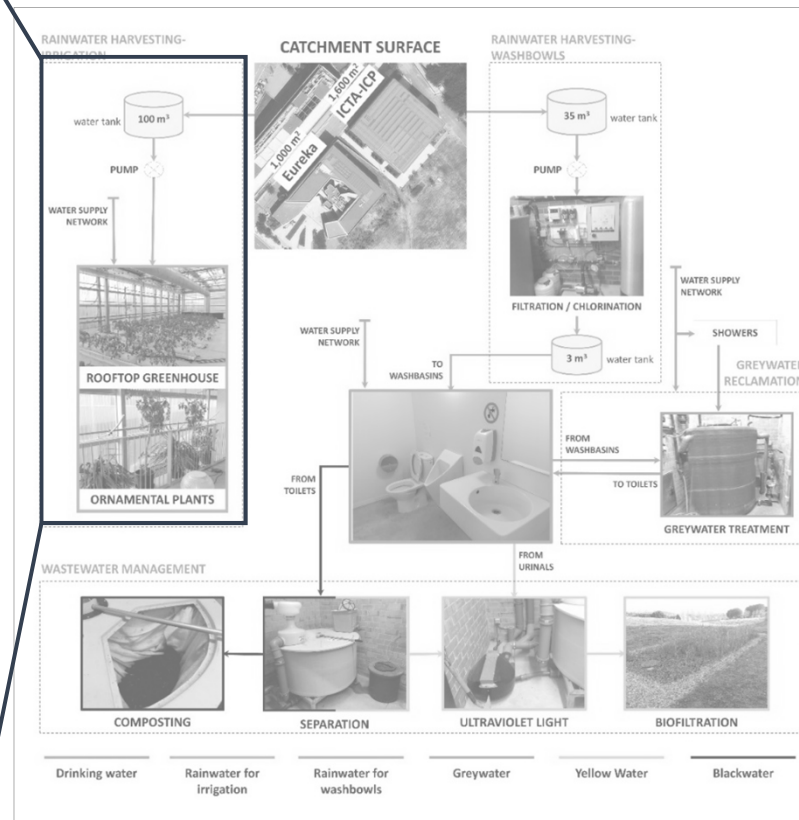 RAINWATER HARVESTING-
IRRIGATION
CATCHMENT SURFACE
RAINWATER HARVESTING-
WASHBOWLS
1,600 m²
ICTA-ICP
1,000 m²
Eureka
water tank
100 m³
35 m³
water tank
PUMP
PUMP
WATER SUPPLY
NETWORK
FILTRATION / CHLORINATION
WATER SUPPLY
NETWORK
SHOWERS
WATER SUPPLY
NETWORK
3 m³
water tank
TO
WASHBASINS
GREYWATER
RECLAMATION
ROOFTOP GREENHOUSE
ORNAMENTAL PLANTS
FROM
WASHBASINS
TO TOILETS
FROM
TOILETS
GREYWATER TREATMENT
FROM
URINALS
WASTEWATER MANAGEMENT
COMPOSTING
SEPARATION
ULTRAVIOLET LIGHT
BIOFILTRATION
Drinking water
Rainwater for
irrigation
Rainwater for
washbowls
Greywater
Yellow Water
Blackwater